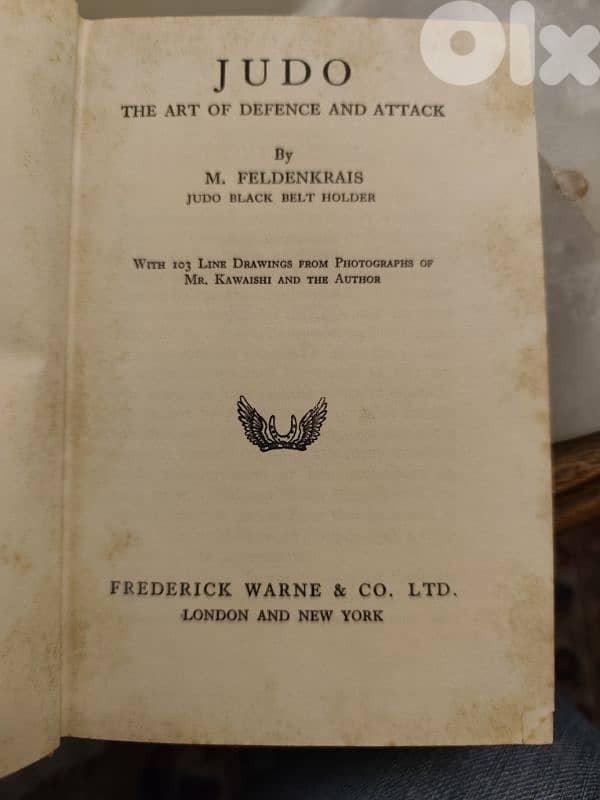 olx
JUDO
THE ART OF DEFENCE AND ATTACK
By
M. FELDENKRAIS
JUDO BLACK BELT HOLDER
WITH 103 LINE DRAWINGS FROM PHOTOGRAPHS OF
MR. KAWAISHI AND THE AUTHOR
FREDERICK WARNE & CO. LTD.
LONDON AND NEW YORK